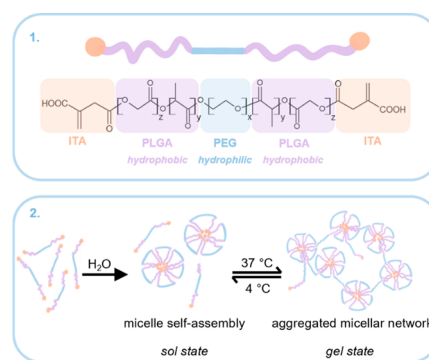 1.
HOOC O O z O O y O x O y O O z O COOH
ITA PLGA PEG PLGA ITA
hydrophobic hydrophilic hydrophobic
2.
H₂O 37 °C
4 °C
micelle self-assembly aggregated micellar network
sol state gel state